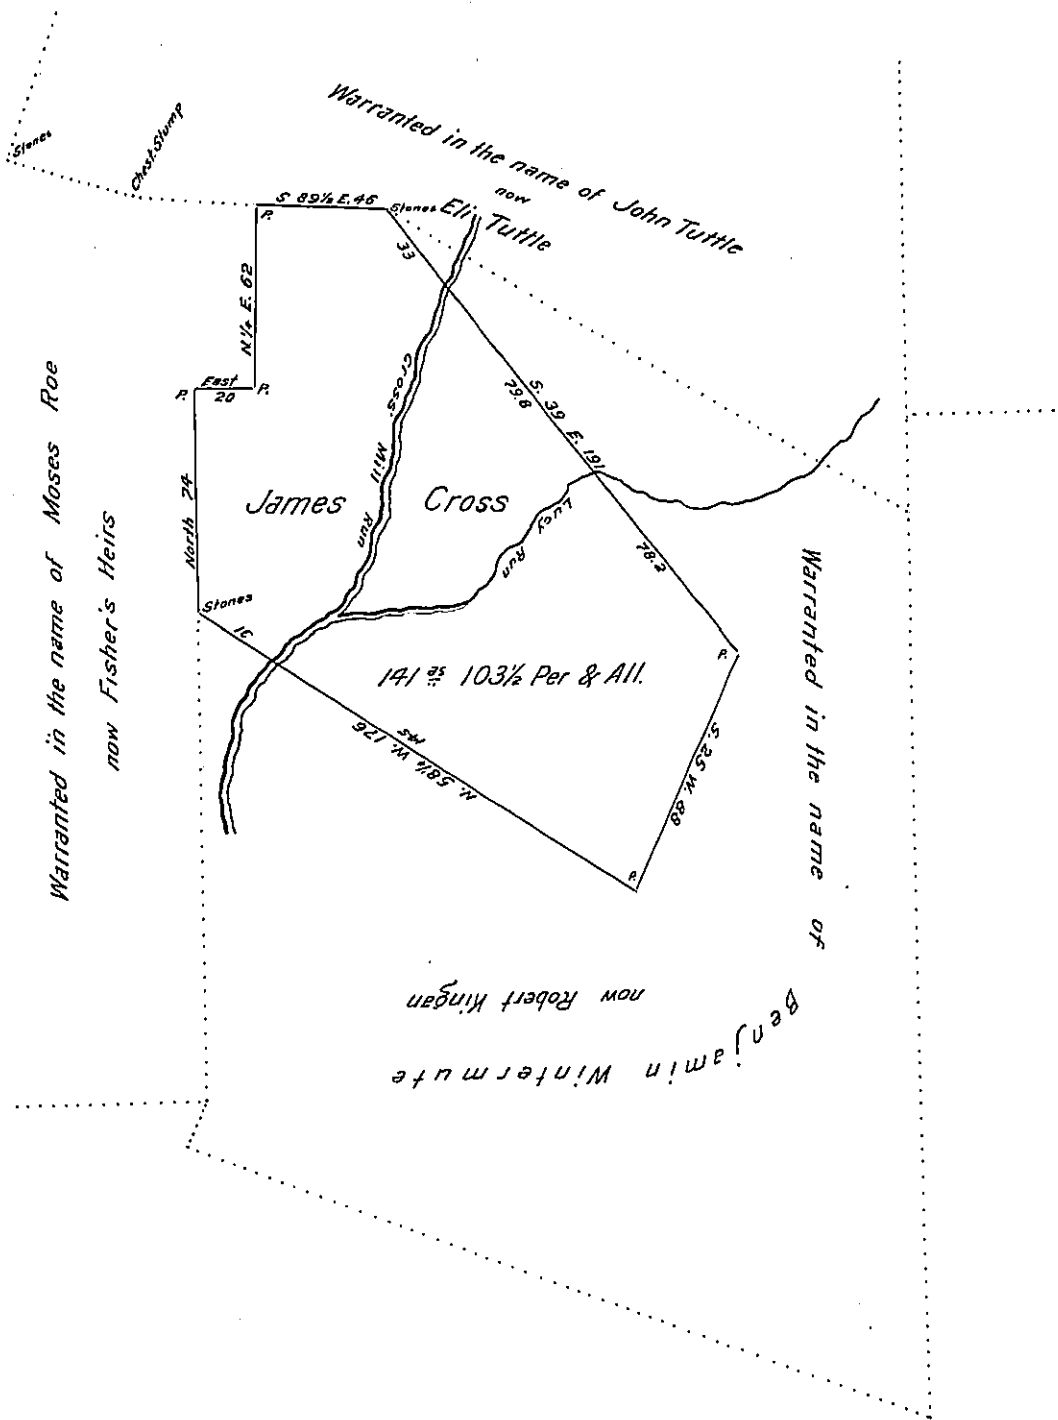 Warranted in the name of John Tuttle
now
Eli Tuttle
Stones
Chest. Stump
S 89½ E. 46
P.
Stones
33
N ¼ E. 62
East
20
P.
P.
North 74
Stones
16
S. 39 E. 191
79.8
78.2
Cross' Mill Run
Lucy Run
James Cross
141 as 103½ Per & All.
P.
S. 25 W. 88
P.
145
Warranted in the name of Moses Roe
now Fisher's Heirs
Warranted in the name of
Benjamin Wintermute
now Robert Kingan